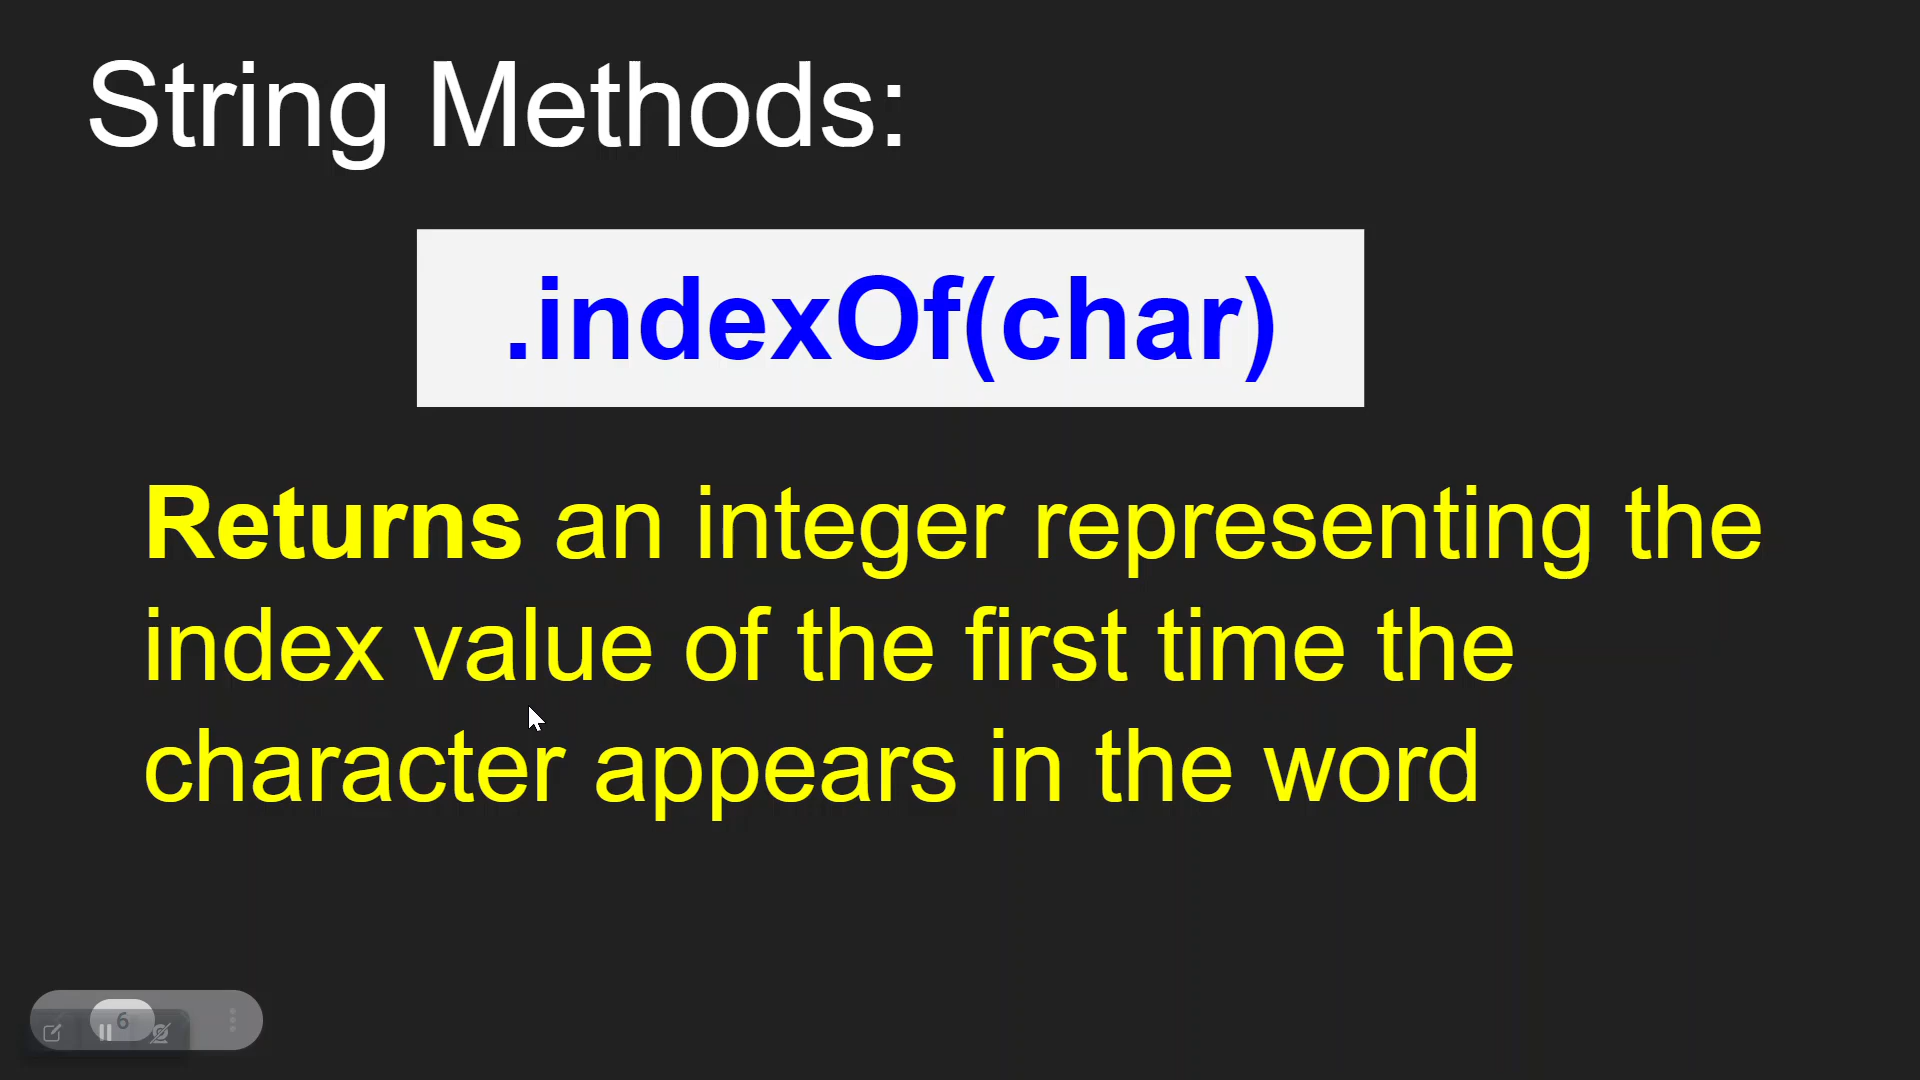 String Methods:
.indexOf(char)
Returns an integer representing the
index value of the first time the
character appears in the word
6